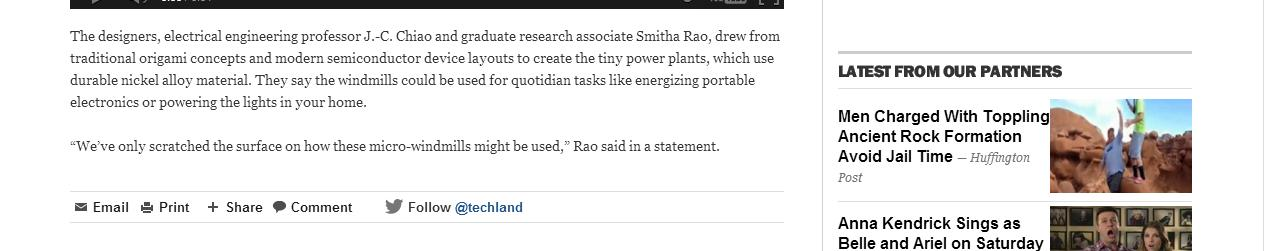 The designers, electrical engineering professor J.-C. Chiao and graduate research associate Smitha Rao, drew from
traditional origami concepts and modern semiconductor device layouts to create the tiny power plants, which use
durable nickel alloy material. They say the windmills could be used for quotidian tasks like energizing portable
electronics or powering the lights in your home.
“We’ve only scratched the surface on how these micro-windmills might be used,” Rao said in a statement.
Email Print Share Comment Follow @techland
LATEST FROM OUR PARTNERS
Men Charged With Toppling
Ancient Rock Formation
Avoid Jail Time — Huffington
Post
Anna Kendrick Sings as
Belle and Ariel on Saturday